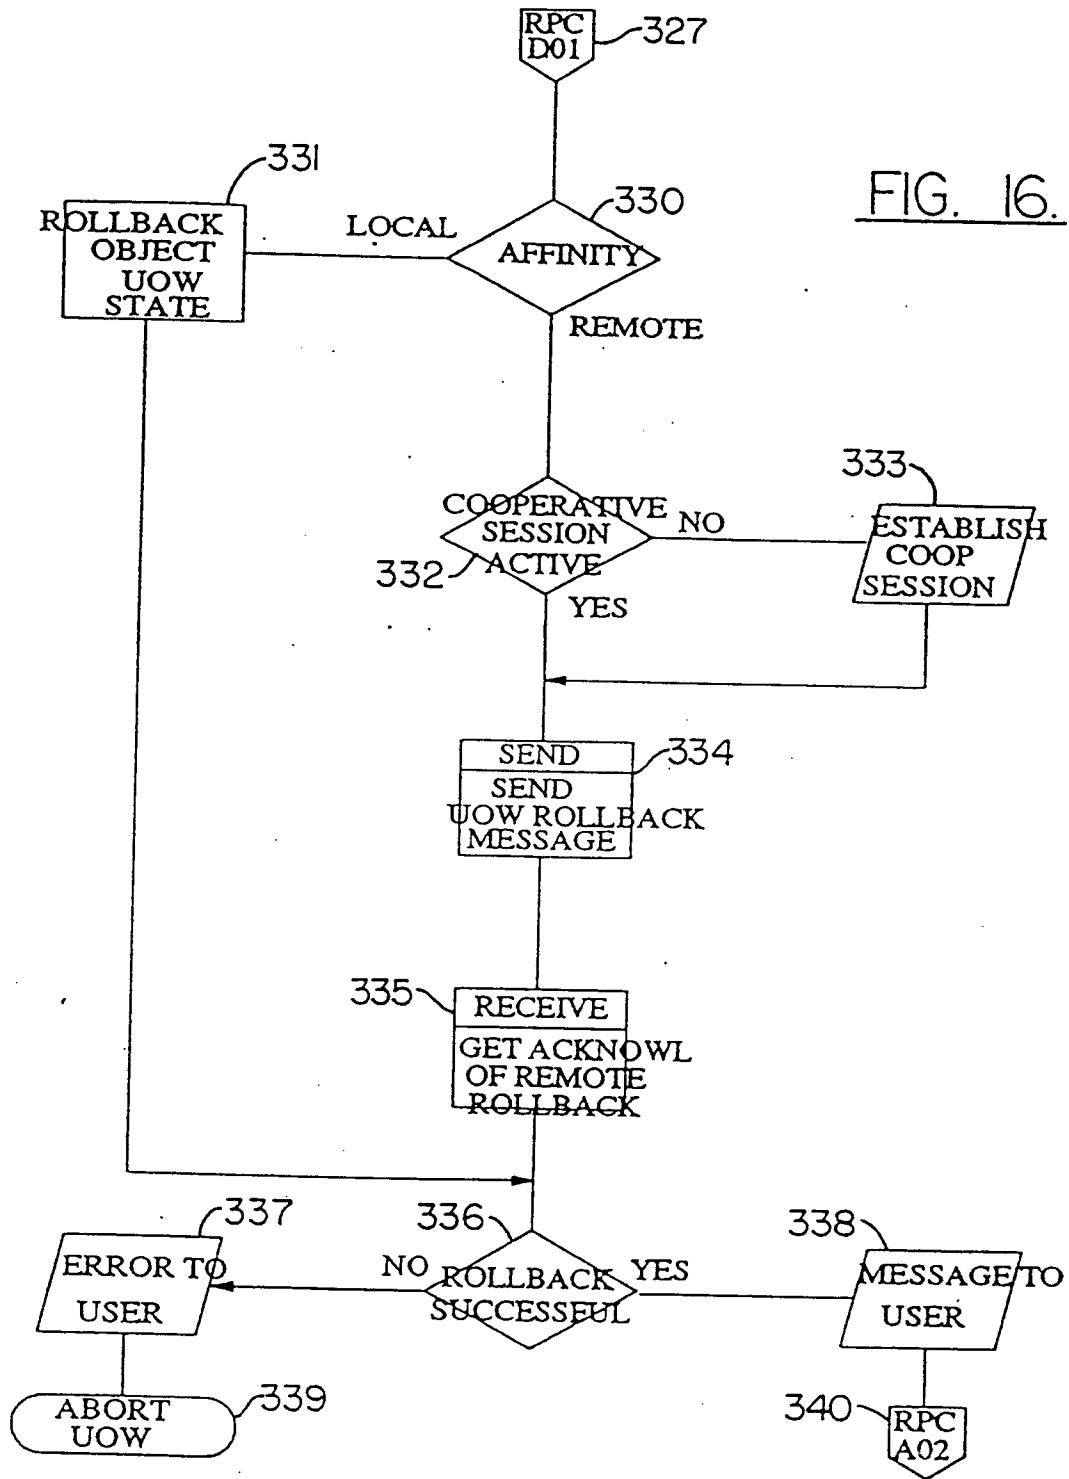 RPC
D01
327
FIG. 16.
331
330
ROLLBACK
OBJECT
UOW
STATE
LOCAL
AFFINITY
REMOTE
333
COOPERATIVE
SESSION
ACTIVE
332
NO
ESTABLISH
COOP
SESSION
YES
SEND
334
SEND
UOW ROLLBACK
MESSAGE
335
RECEIVE
GET ACKNOWL
OF REMOTE
ROLLBACK
337
336
338
ERROR TO
USER
NO
ROLLBACK
SUCCESSFUL
YES
MESSAGE TO
USER
ABORT
UOW
339
340
RPC
A02